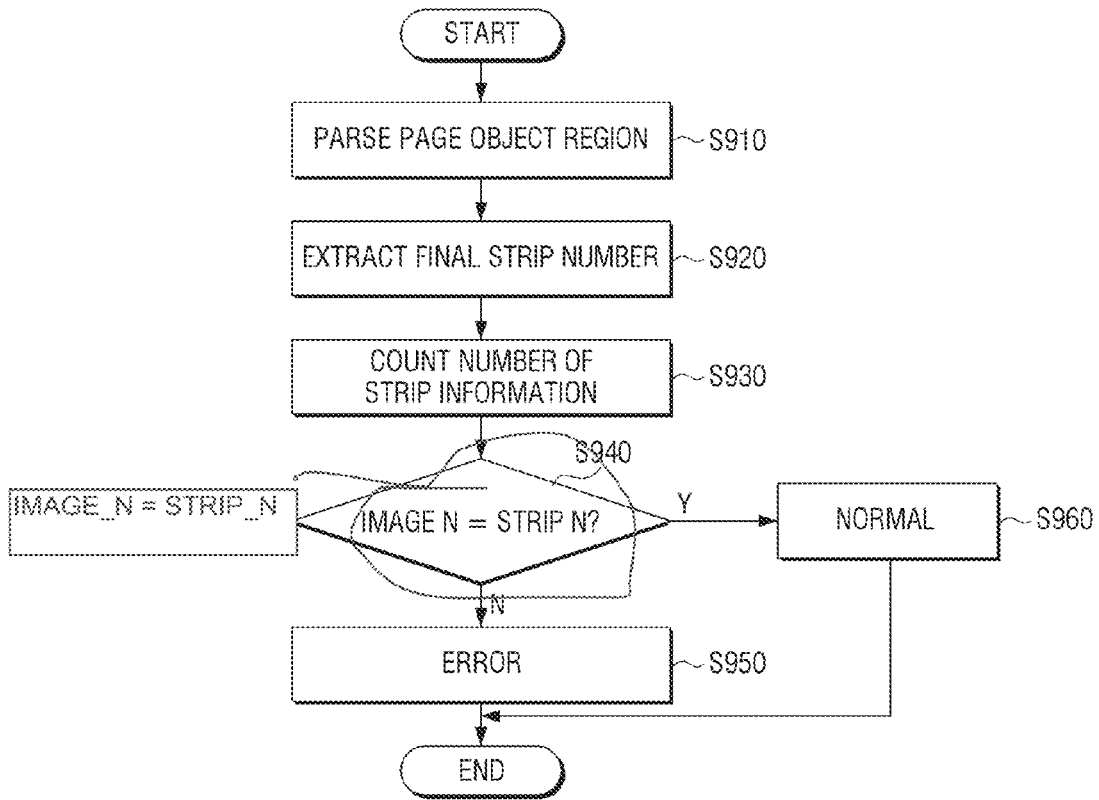 START
PARSE PAGE OBJECT REGION
S910
EXTRACT FINAL STRIP NUMBER
S920
COUNT NUMBER OF
STRIP INFORMATION
S930
S940
IMAGE_N = STRIP_N
IMAGE N = STRIP N?
Y
NORMAL
S960
N
ERROR
S950
END